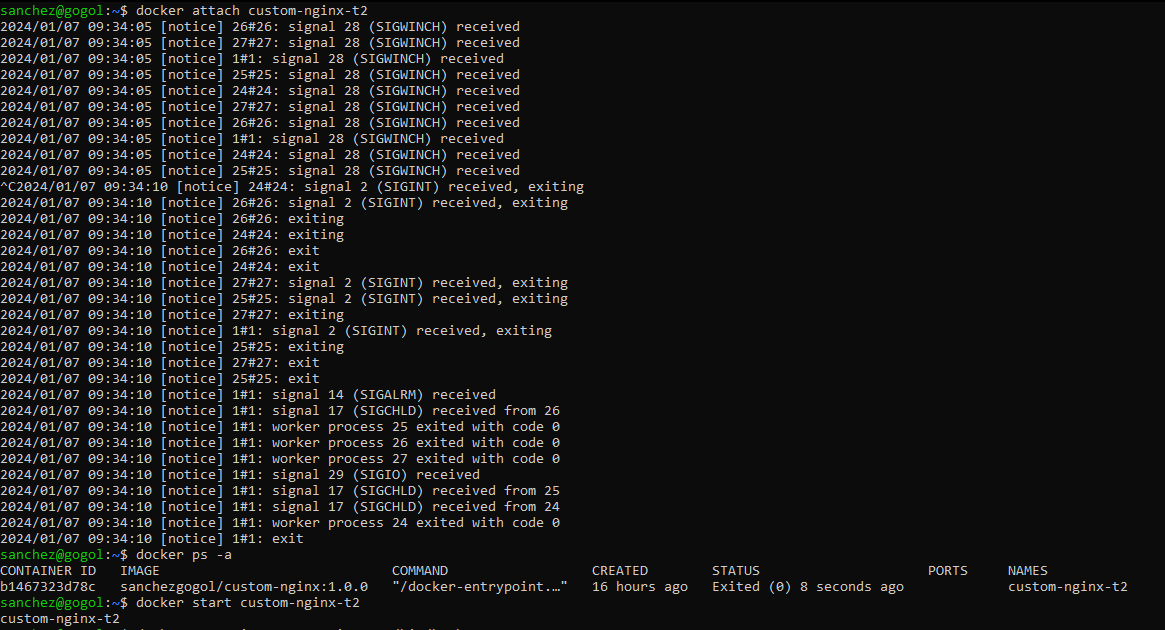 sanchez@gogol:~$ docker attach custom-nginx-t2
2024/01/07 09:34:05 [notice] 26#26: signal 28 (SIGWINCH) received
2024/01/07 09:34:05 [notice] 27#27: signal 28 (SIGWINCH) received
2024/01/07 09:34:05 [notice] 1#1: signal 28 (SIGWINCH) received
2024/01/07 09:34:05 [notice] 25#25: signal 28 (SIGWINCH) received
2024/01/07 09:34:05 [notice] 24#24: signal 28 (SIGWINCH) received
2024/01/07 09:34:05 [notice] 27#27: signal 28 (SIGWINCH) received
2024/01/07 09:34:05 [notice] 26#26: signal 28 (SIGWINCH) received
2024/01/07 09:34:05 [notice] 1#1: signal 28 (SIGWINCH) received
2024/01/07 09:34:05 [notice] 24#24: signal 28 (SIGWINCH) received
2024/01/07 09:34:05 [notice] 25#25: signal 28 (SIGWINCH) received
^C2024/01/07 09:34:10 [notice] 24#24: signal 2 (SIGINT) received, exiting
2024/01/07 09:34:10 [notice] 26#26: signal 2 (SIGINT) received, exiting
2024/01/07 09:34:10 [notice] 26#26: exiting
2024/01/07 09:34:10 [notice] 24#24: exiting
2024/01/07 09:34:10 [notice] 26#26: exit
2024/01/07 09:34:10 [notice] 24#24: exit
2024/01/07 09:34:10 [notice] 27#27: signal 2 (SIGINT) received, exiting
2024/01/07 09:34:10 [notice] 25#25: signal 2 (SIGINT) received, exiting
2024/01/07 09:34:10 [notice] 27#27: exiting
2024/01/07 09:34:10 [notice] 1#1: signal 2 (SIGINT) received, exiting
2024/01/07 09:34:10 [notice] 25#25: exiting
2024/01/07 09:34:10 [notice] 27#27: exit
2024/01/07 09:34:10 [notice] 25#25: exit
2024/01/07 09:34:10 [notice] 1#1: signal 14 (SIGALRM) received
2024/01/07 09:34:10 [notice] 1#1: signal 17 (SIGCHLD) received from 26
2024/01/07 09:34:10 [notice] 1#1: worker process 25 exited with code 0
2024/01/07 09:34:10 [notice] 1#1: worker process 26 exited with code 0
2024/01/07 09:34:10 [notice] 1#1: worker process 27 exited with code 0
2024/01/07 09:34:10 [notice] 1#1: signal 29 (SIGIO) received
2024/01/07 09:34:10 [notice] 1#1: signal 17 (SIGCHLD) received from 25
2024/01/07 09:34:10 [notice] 1#1: signal 17 (SIGCHLD) received from 24
2024/01/07 09:34:10 [notice] 1#1: worker process 24 exited with code 0
2024/01/07 09:34:10 [notice] 1#1: exit
sanchez@gogol:~$ docker ps -a
CONTAINER ID   IMAGE                              COMMAND                  CREATED        STATUS                     PORTS     NAMES
b1467323d78c   sanchezgogol/custom-nginx:1.0.0   "/docker-entrypoint.…"   16 hours ago   Exited (0) 8 seconds ago             custom-nginx-t2
sanchez@gogol:~$ docker start custom-nginx-t2
custom-nginx-t2